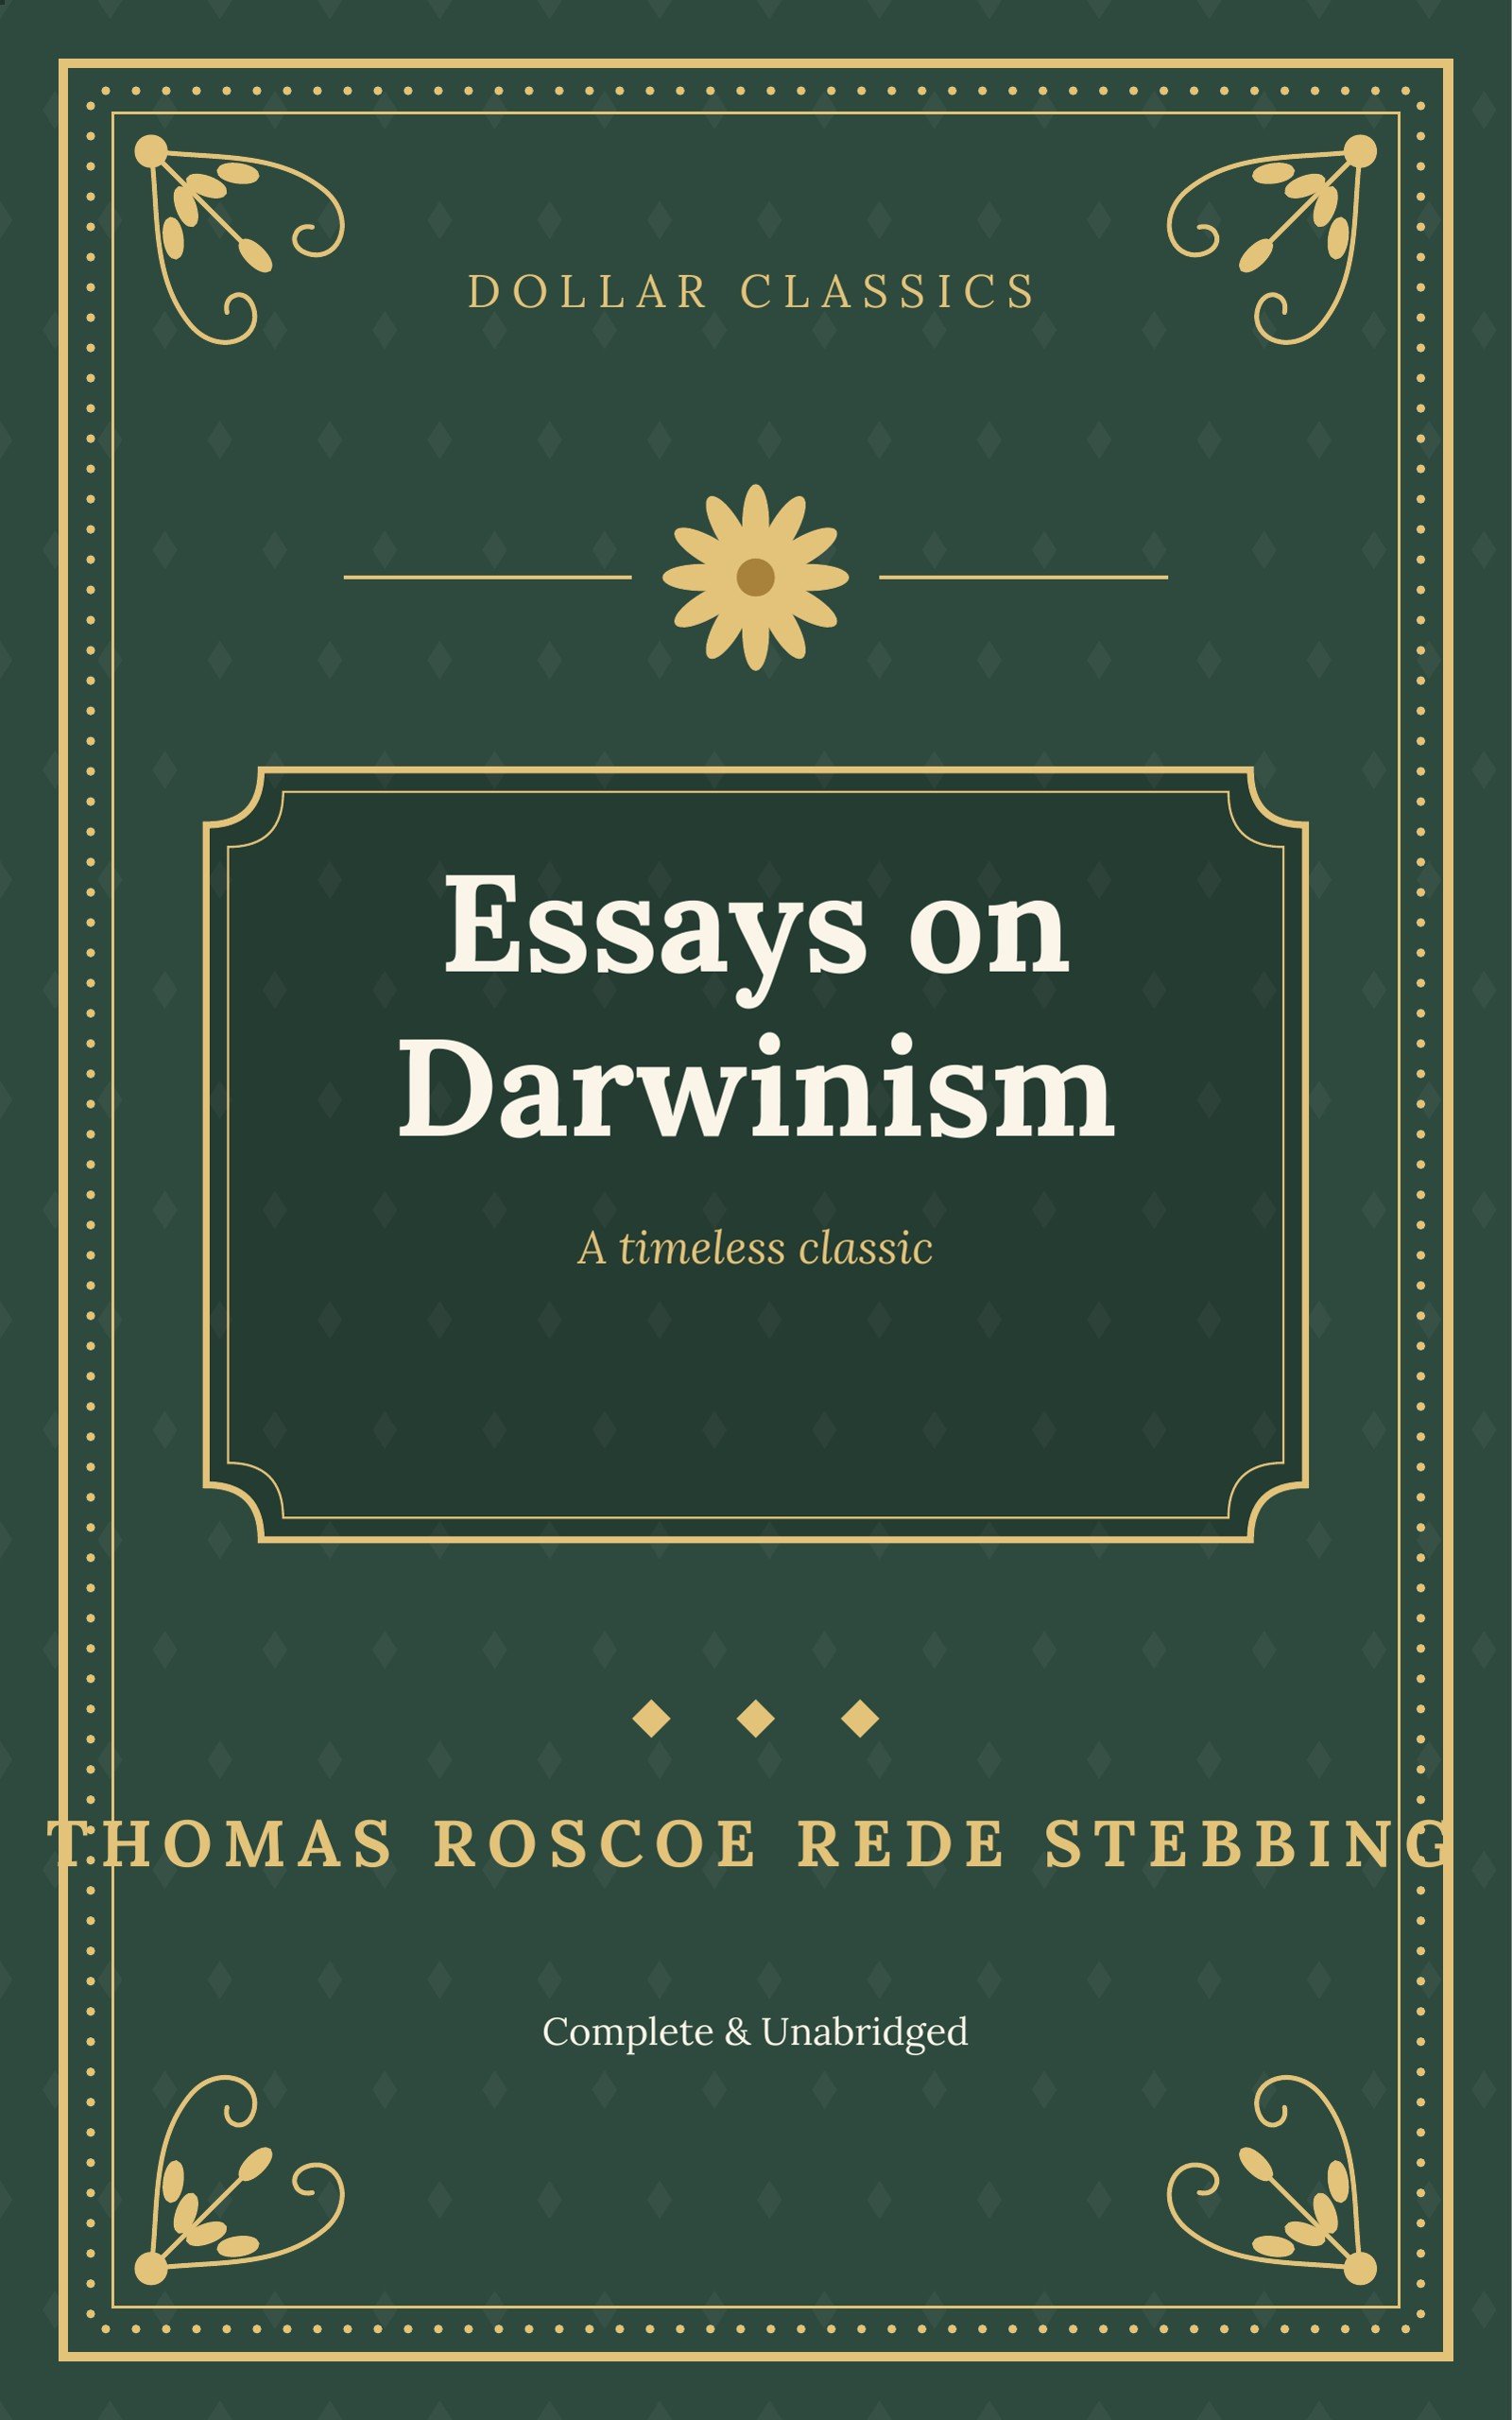 DOLLAR CLASSICS
Essays on
Darwinism
A timeless classic
THOMAS ROSCOE REDE STEBBING
Complete & Unabridged